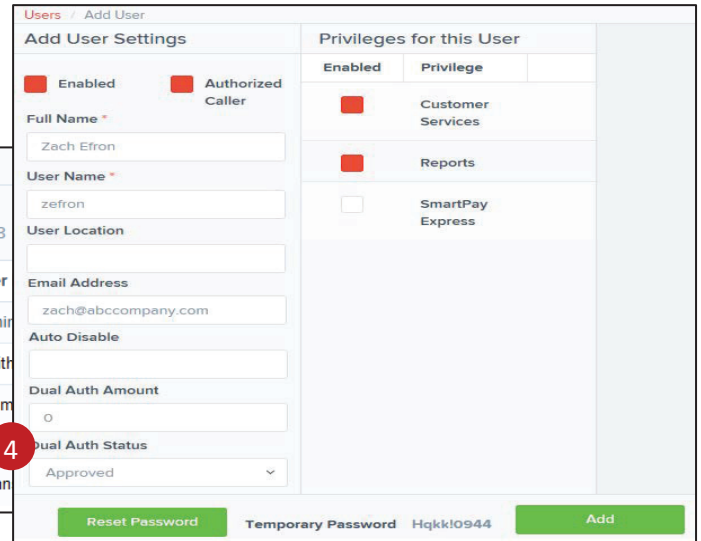 Users / Add User
Add User Settings
Enabled
Authorized
Caller
Full Name *
Zach Efron
User Name *
zefron
User Location
Email Address
zach@abccompany.com
Auto Disable
Dual Auth Amount
0
4
Dual Auth Status
Approved
Privileges for this User
Enabled Privilege
Customer
Services
Reports
SmartPay
Express
Reset Password Temporary Password Hqkk!0944 Add